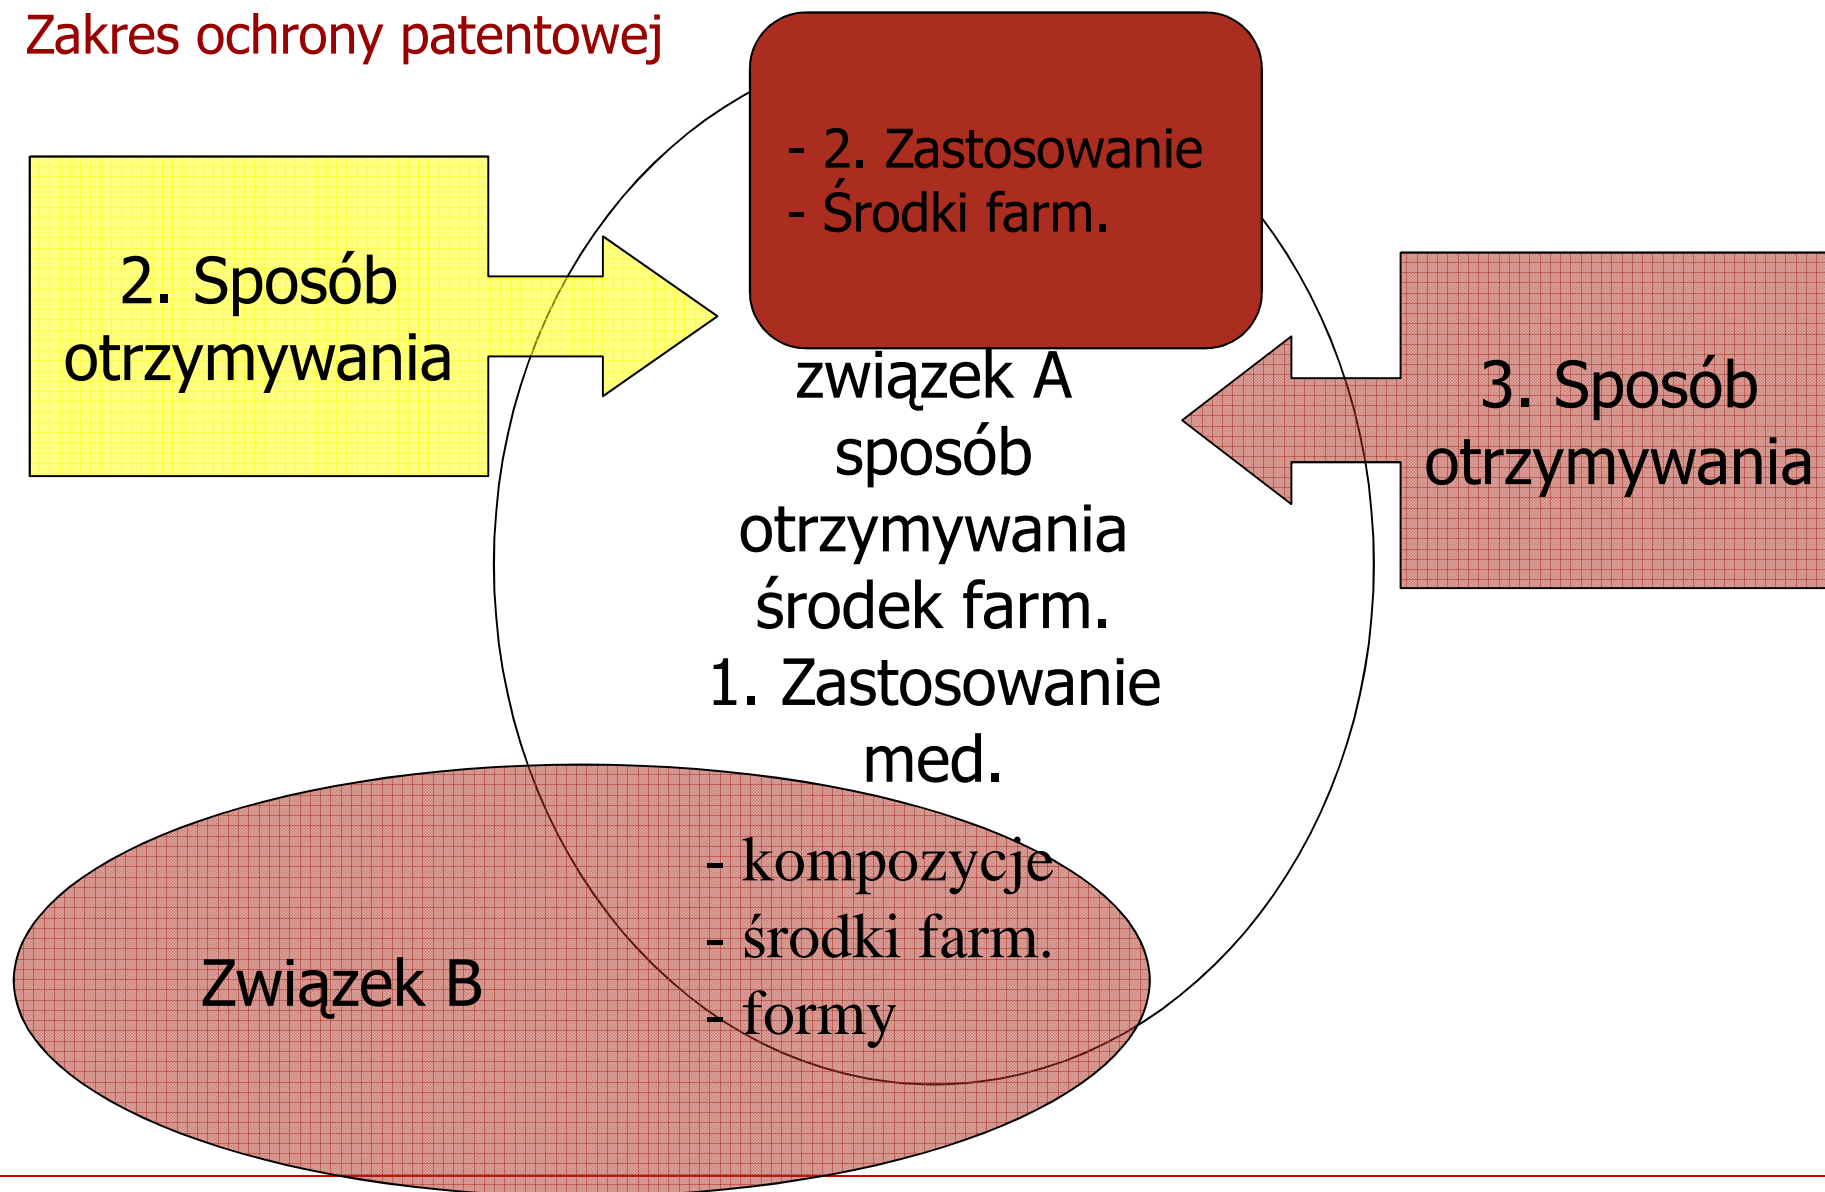 Zakres ochrony patentowej
- 2. Zastosowanie
- Środki farm.
2. Sposób
otrzymywania
związek A
sposób
otrzymywania
środek farm.
1. Zastosowanie
med.
3. Sposób
otrzymywania
- kompozycje
- środki farm.
- formy
Związek B